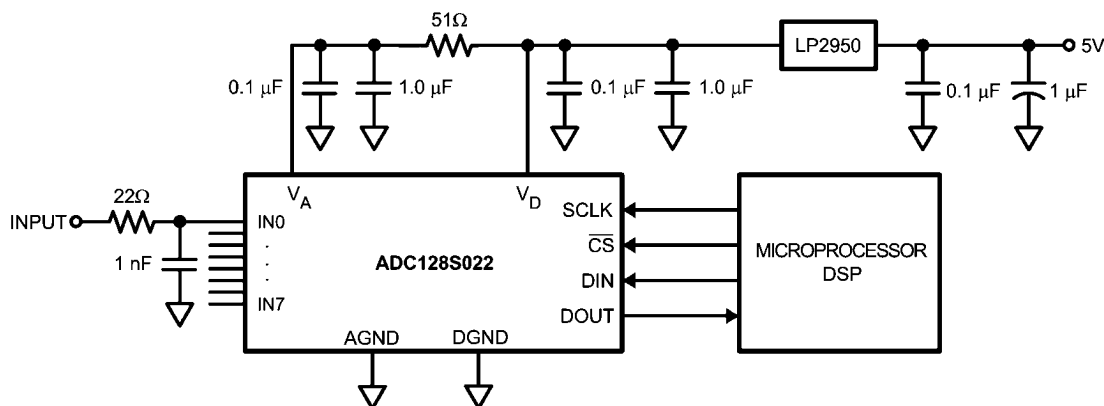 51Ω
LP2950
5V
0.1 μF
1.0 μF
0.1 μF
1.0 μF
0.1 μF
1 μF
V_A
V_D
22Ω
INPUT
1 nF
IN0
.
.
.
IN7
ADC128S022
SCLK
C̅S̅
DIN
DOUT
AGND
DGND
MICROPROCESSOR
DSP